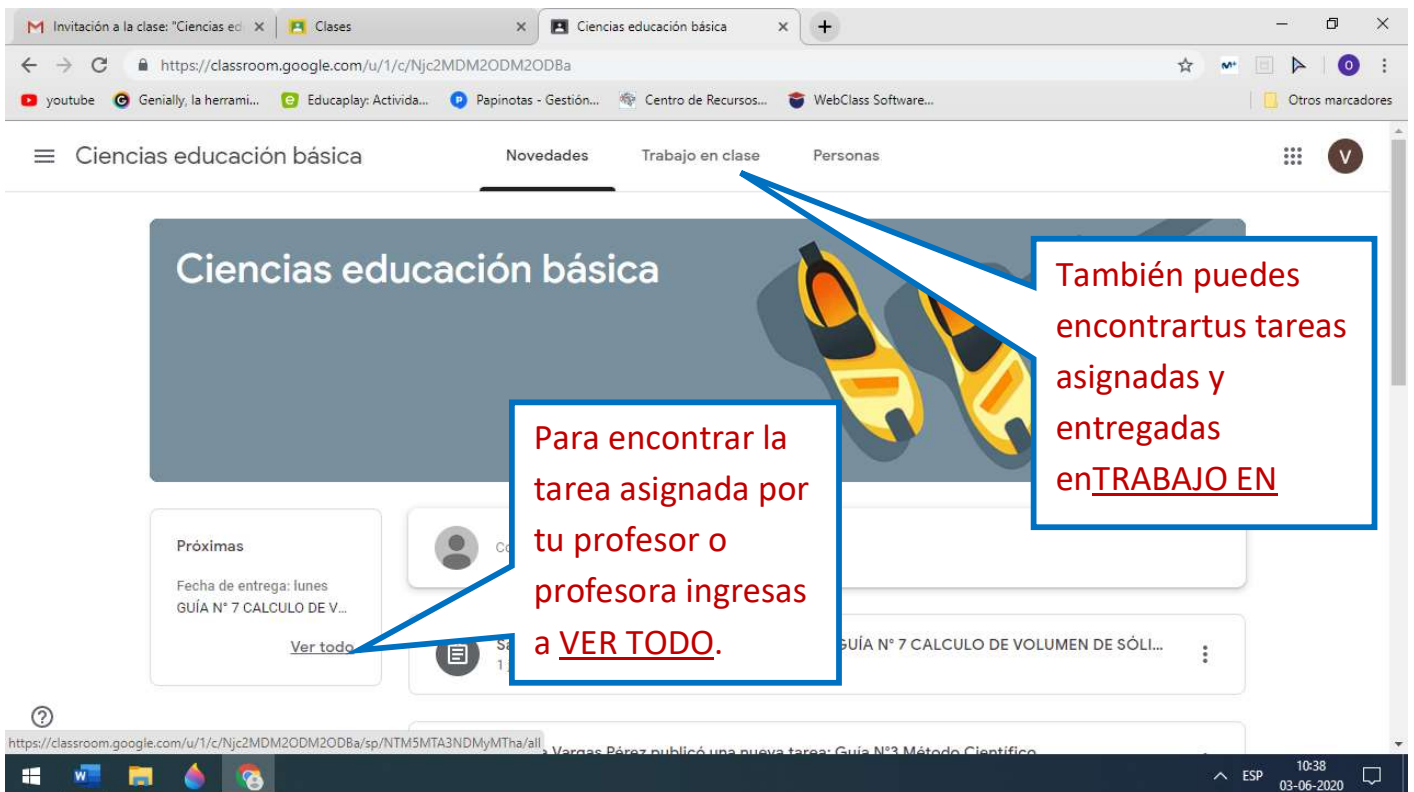 Invitación a la clase: "Ciencias ed
Clases
Ciencias educación básica
https://classroom.google.com/u/1/c/Njc2MDM2ODM2ODBa
youtube
Genially, la herrami...
Educaplay: Activida...
Papinotas - Gestión...
Centro de Recursos...
WebClass Software...
Otros marcadores
Ciencias educación básica
Novedades
Trabajo en clase
Personas
V
Ciencias educación básica
También puedes
encontrartus tareas
asignadas y
entregadas
enTRABAJO EN
Para encontrar la
tarea asignada por
tu profesor o
profesora ingresas
a VER TODO.
Próximas
Fecha de entrega: lunes
GUÍA N° 7 CALCULO DE V...
Ver todo
GUÍA N° 7 CALCULO DE VOLUMEN DE SÓLI...
Vargas Pérez publicó una nueva tarea: Guía N°3 Método Científico
https://classroom.google.com/u/1/c/Njc2MDM2ODM2ODBa/sp/NTM5MTA3NDMyMTha/all
ESP
10:38
03-06-2020